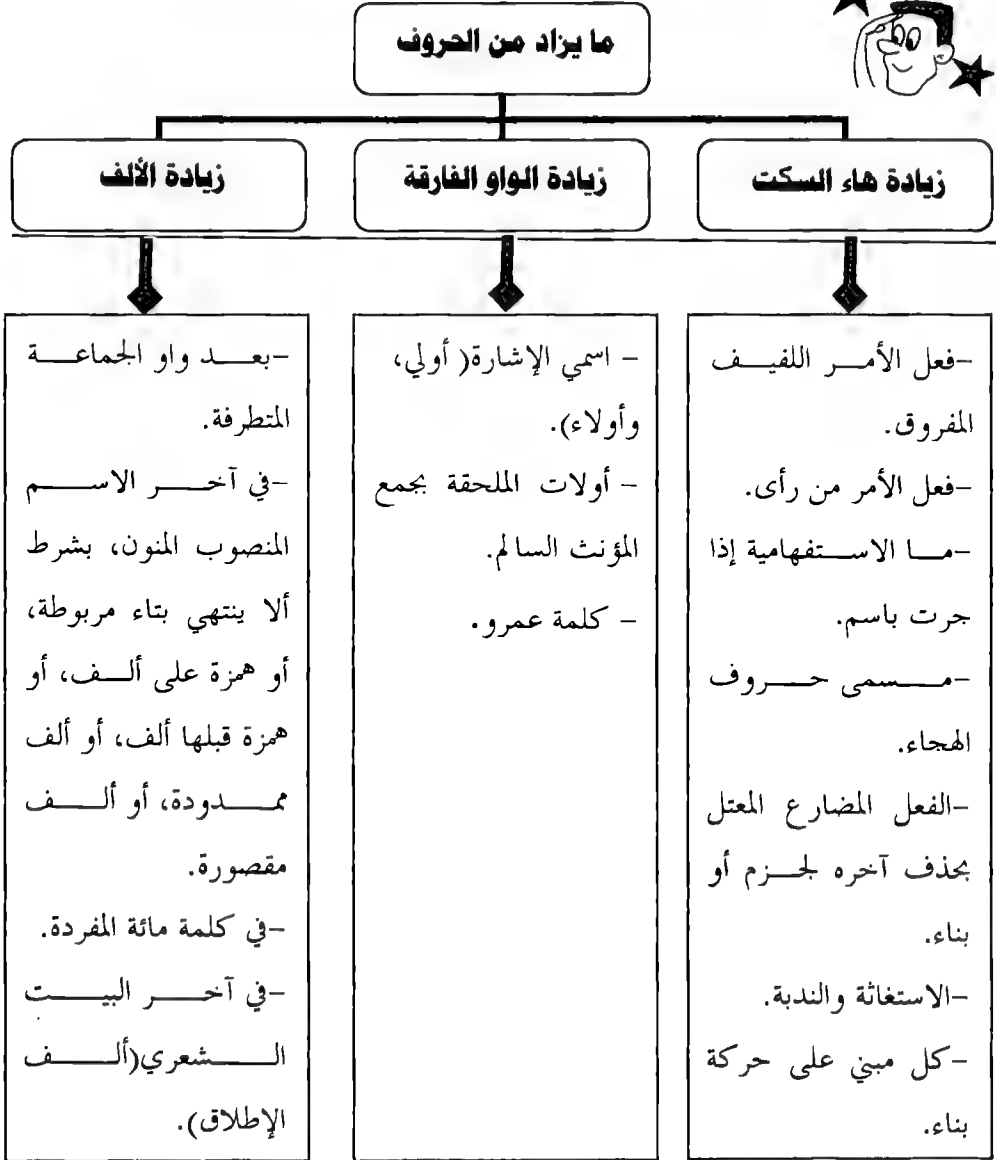 ما يزاد من الحروف
زيادة هاء السكت
زيادة الواو الفارقة
زيادة الألف
-فعل الأمر اللفيف
المفروق.
-فعل الأمر من رأى.
-ما الاستفهامية إذا
جرت باسم.
-مسمى حروف
الهجاء.
-الفعل المضارع المعتل
بحذف آخره لجزم أو
بناء.
-الاستغاثة والندبة.
-كل مبني على حركة
بناء.
- اسمي الإشارة( أولي،
وأولاء).
- أولات الملحقة بجمع
المؤنث السالم.
- كلمة عمرو.
-بعد واو الجماعة
المتطرفة.
-في آخر الاسم
المنصوب المنون، بشرط
ألا ينتهي بتاء مربوطة،
أو همزة على ألف، أو
همزة قبلها ألف، أو ألف
ممدودة، أو ألف
مقصورة.
-في كلمة مائة المفردة.
-في آخر البيت
الشعري(ألف
الإطلاق).